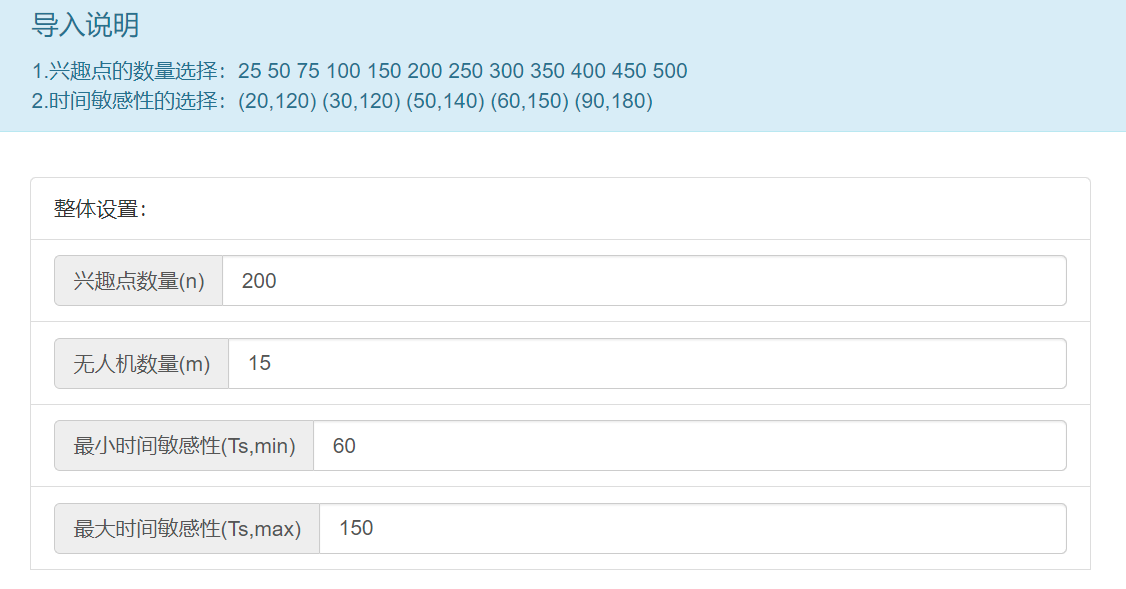 导入说明
1.兴趣点的数量选择：25 50 75 100 150 200 250 300 350 400 450 500
2.时间敏感性的选择：(20,120) (30,120) (50,140) (60,150) (90,180)
整体设置：
兴趣点数量(n) 200
无人机数量(m) 15
最小时间敏感性(Ts,min) 60
最大时间敏感性(Ts,max) 150